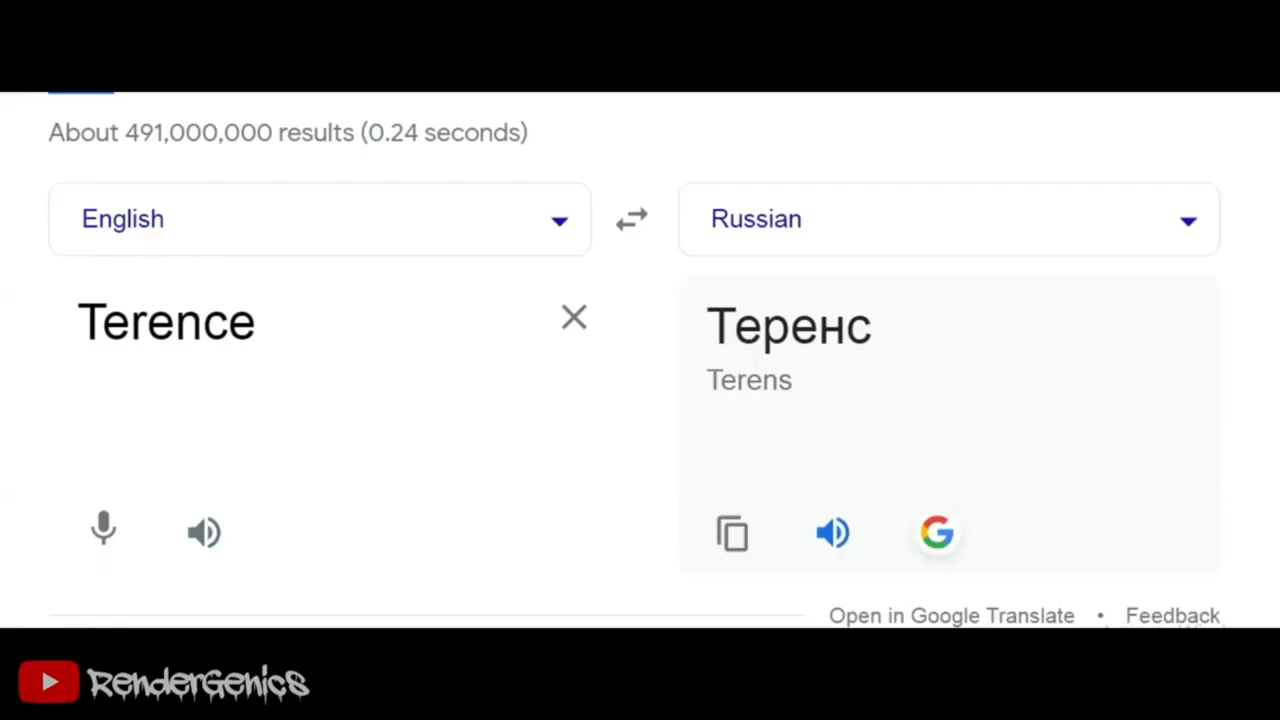 About 491,000,000 results (0.24 seconds)
English
Russian
Terence
Теренс
Terens
Open in Google Translate • Feedback
RenderGenics